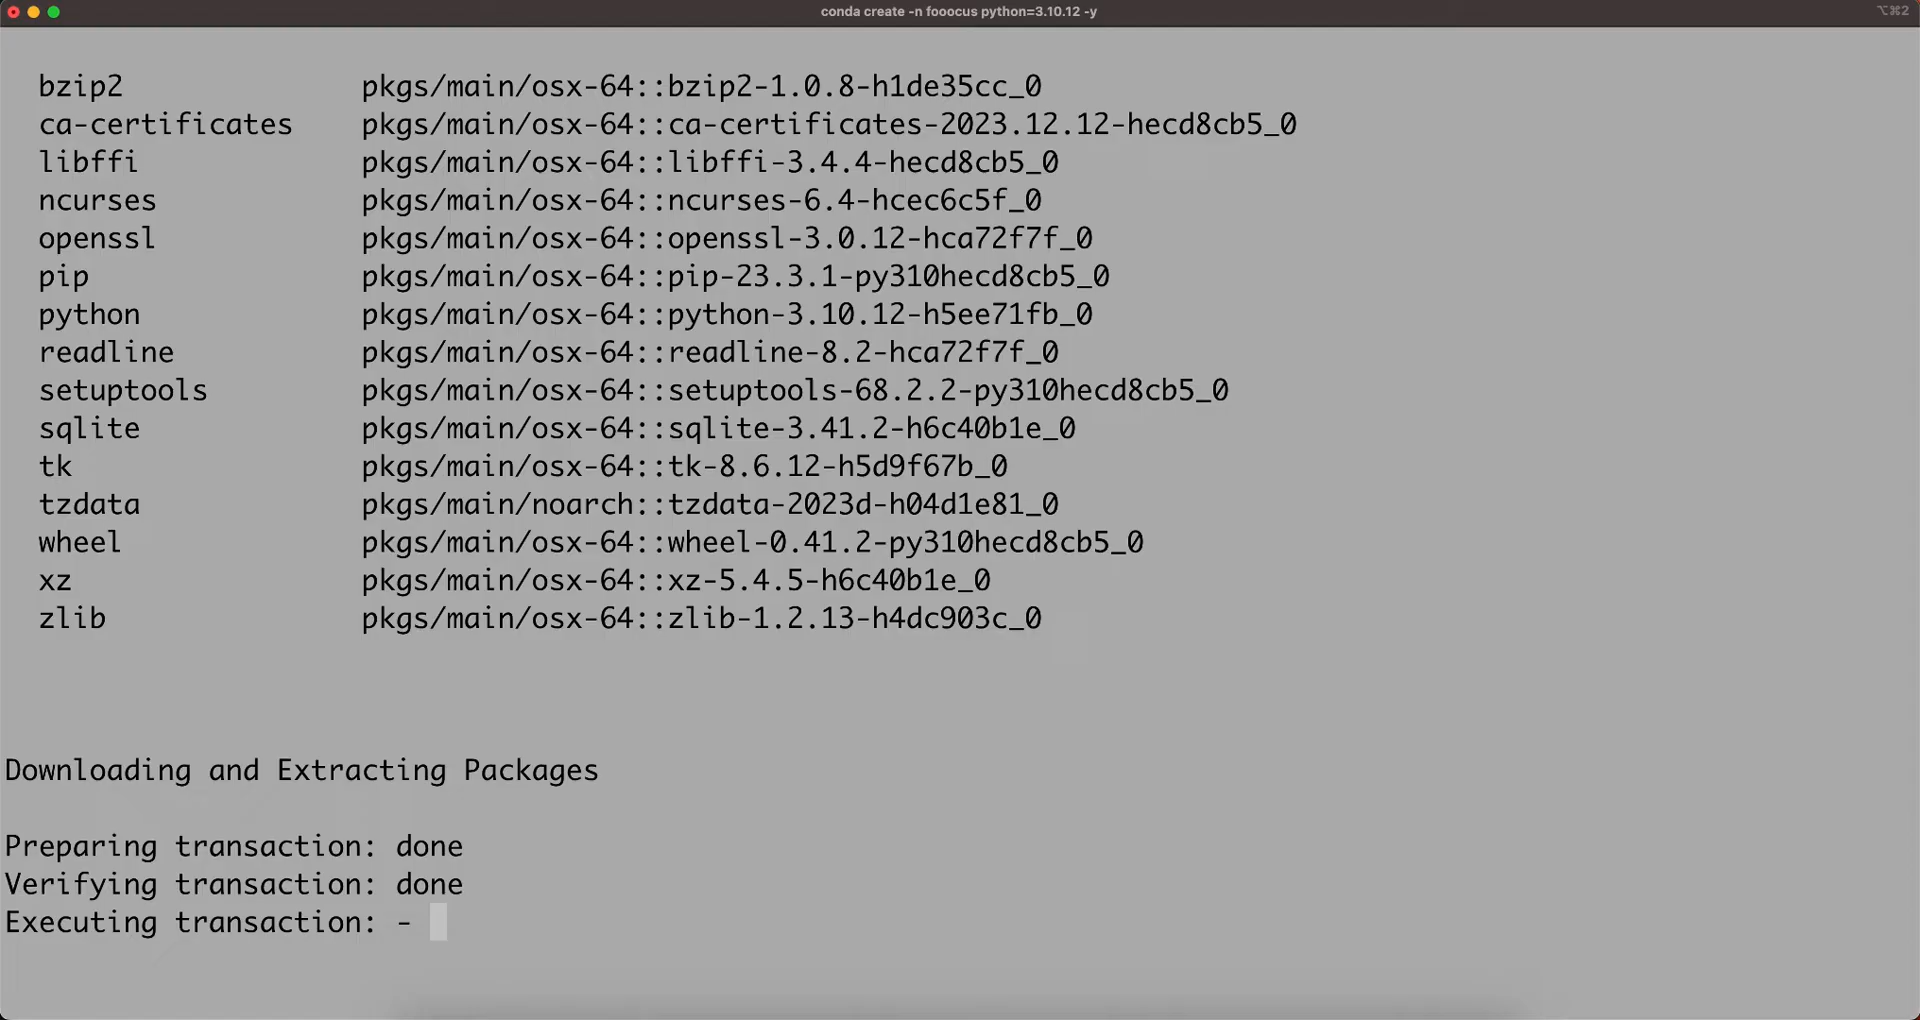 conda create -n fooocus python=3.10.12 -y
⌥⌘2
bzip2 pkgs/main/osx-64::bzip2-1.0.8-h1de35cc_0
ca-certificates pkgs/main/osx-64::ca-certificates-2023.12.12-hecd8cb5_0
libffi pkgs/main/osx-64::libffi-3.4.4-hecd8cb5_0
ncurses pkgs/main/osx-64::ncurses-6.4-hcec6c5f_0
openssl pkgs/main/osx-64::openssl-3.0.12-hca72f7f_0
pip pkgs/main/osx-64::pip-23.3.1-py310hecd8cb5_0
python pkgs/main/osx-64::python-3.10.12-h5ee71fb_0
readline pkgs/main/osx-64::readline-8.2-hca72f7f_0
setuptools pkgs/main/osx-64::setuptools-68.2.2-py310hecd8cb5_0
sqlite pkgs/main/osx-64::sqlite-3.41.2-h6c40b1e_0
tk pkgs/main/osx-64::tk-8.6.12-h5d9f67b_0
tzdata pkgs/main/noarch::tzdata-2023d-h04d1e81_0
wheel pkgs/main/osx-64::wheel-0.41.2-py310hecd8cb5_0
xz pkgs/main/osx-64::xz-5.4.5-h6c40b1e_0
zlib pkgs/main/osx-64::zlib-1.2.13-h4dc903c_0
Downloading and Extracting Packages
Preparing transaction: done
Verifying transaction: done
Executing transaction: -